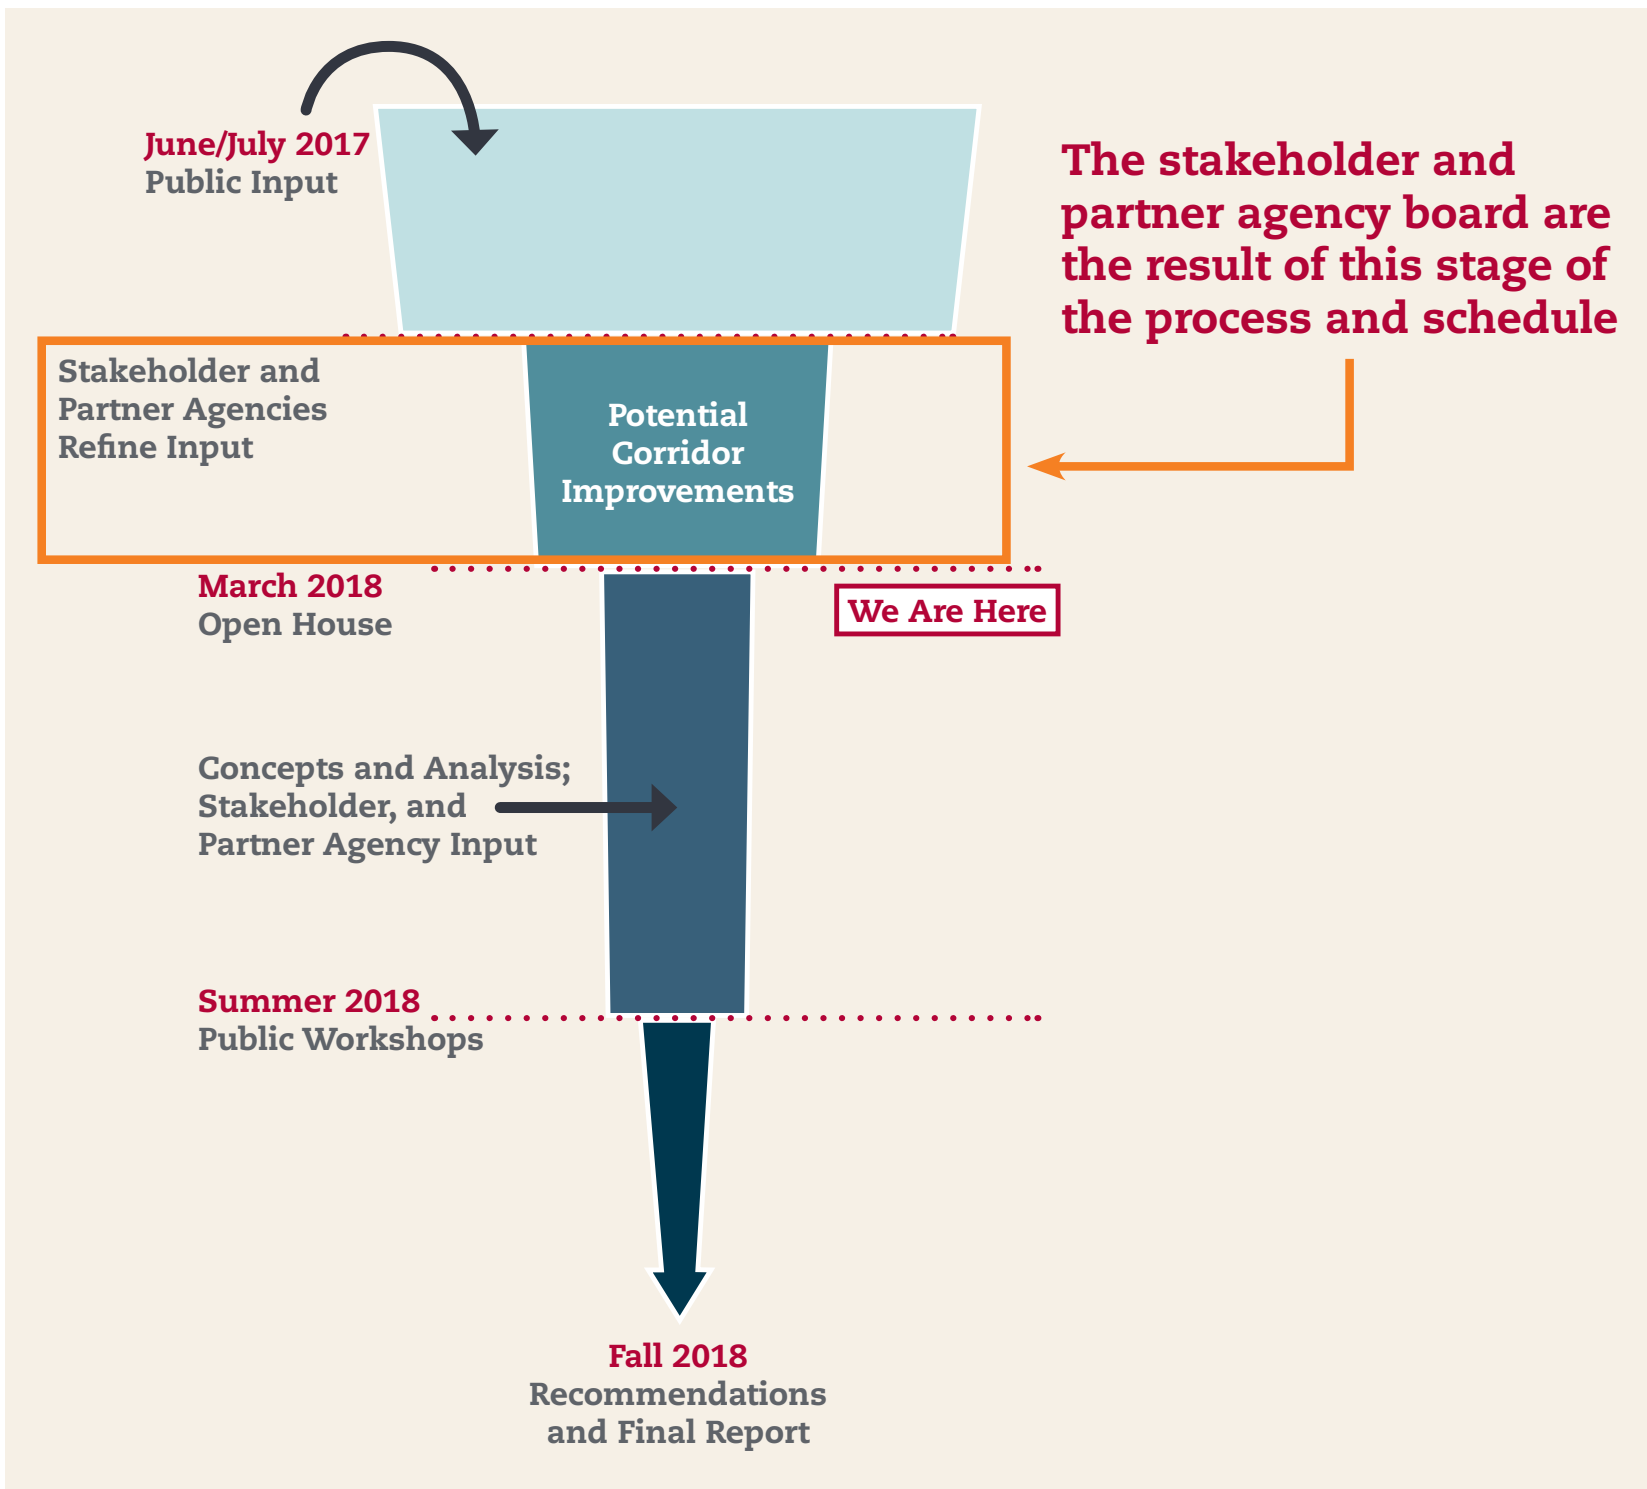 June/July 2017
Public Input
The stakeholder and
partner agency board are
the result of this stage of
the process and schedule
Stakeholder and
Partner Agencies
Refine Input
Potential
Corridor
Improvements
March 2018
Open House
We Are Here
Concepts and Analysis;
Stakeholder, and
Partner Agency Input
Summer 2018
Public Workshops
Fall 2018
Recommendations
and Final Report